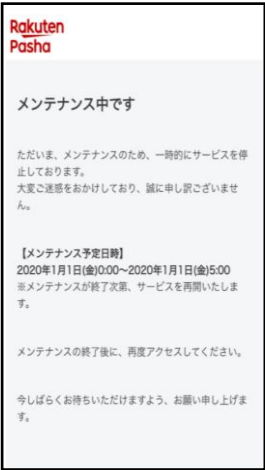 Rakuten
Pasha
メンテナンス中です
ただいま、メンテナンスのため、一時的にサービスを停
止しております。
大変ご迷惑をおかけしており、誠に申し訳ございませ
ん。
【メンテナンス予定日時】
2020年1月1日(金)0:00〜2020年1月1日(金)5:00
※メンテナンスが終了次第、サービスを再開いたしま
す。
メンテナンスの終了後に、再度アクセスしてください。
今しばらくお待ちいただけますよう、お願い申し上げま
す。